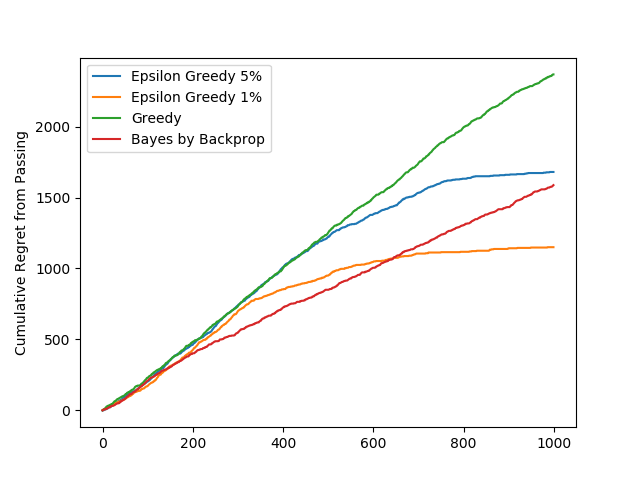 Epsilon Greedy 5%
Epsilon Greedy 1%
Greedy
Bayes by Backprop
Cumulative Regret from Passing
2000
1500
1000
500
0
0 200 400 600 800 1000